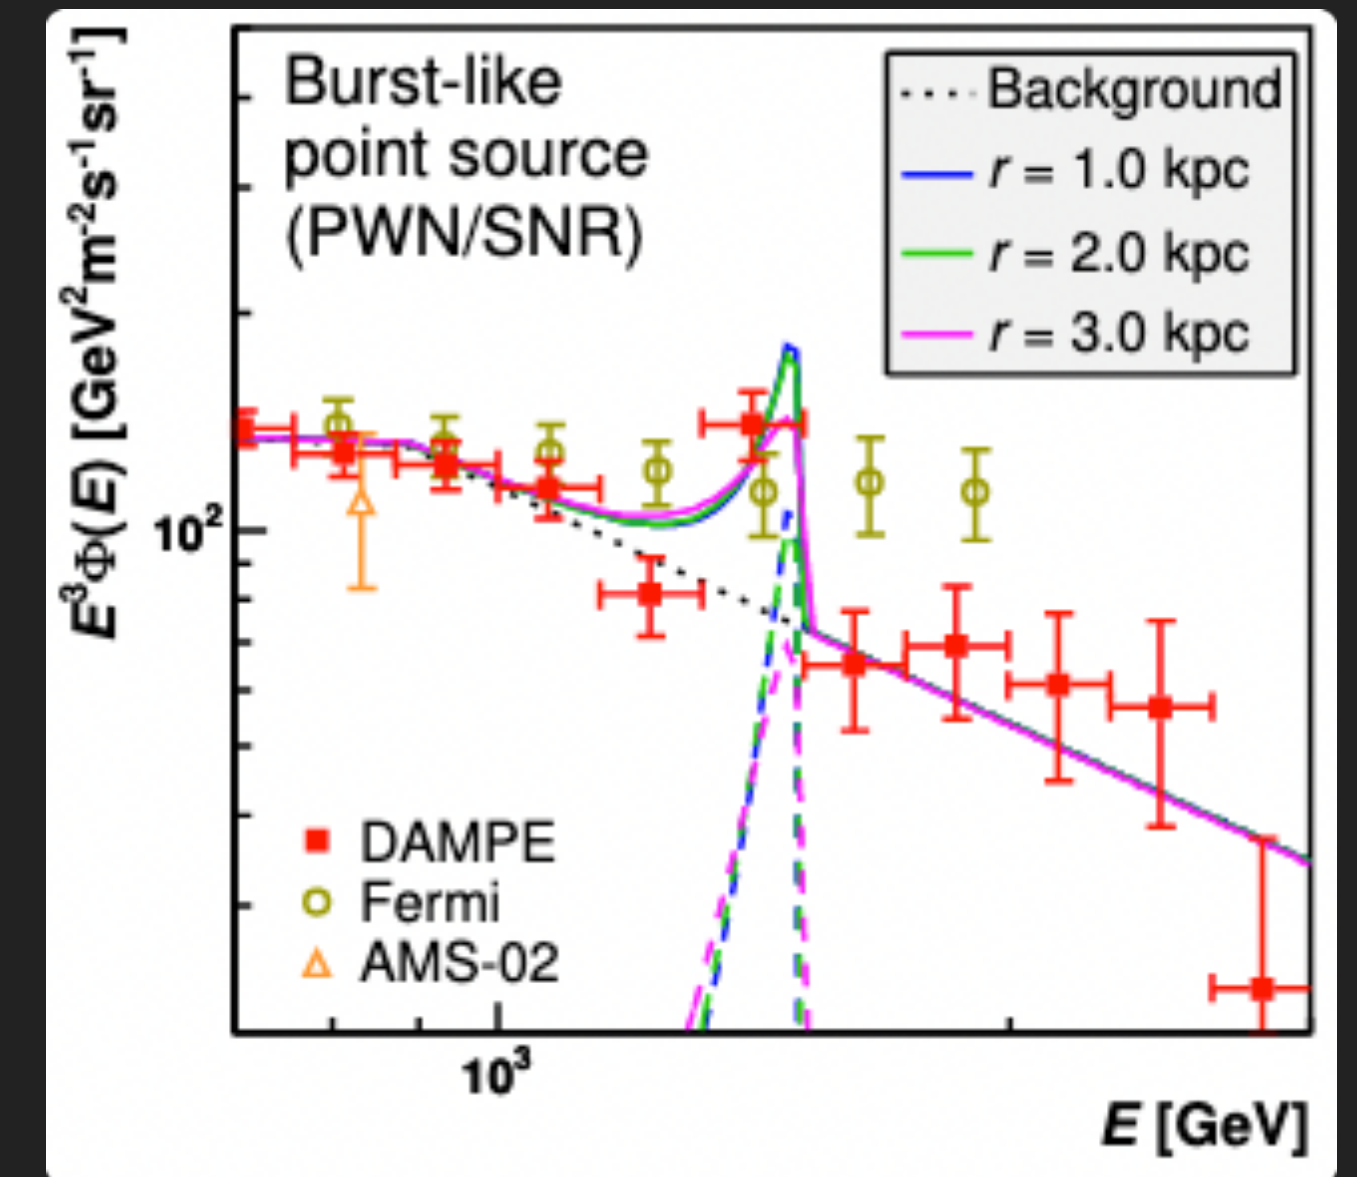 Burst-like
point source
(PWN/SNR)
Background
r = 1.0 kpc
r = 2.0 kpc
r = 3.0 kpc
E³Φ(E) [GeV²m⁻²s⁻¹sr⁻¹]
10²
DAMPE
Fermi
AMS-02
10³
E [GeV]